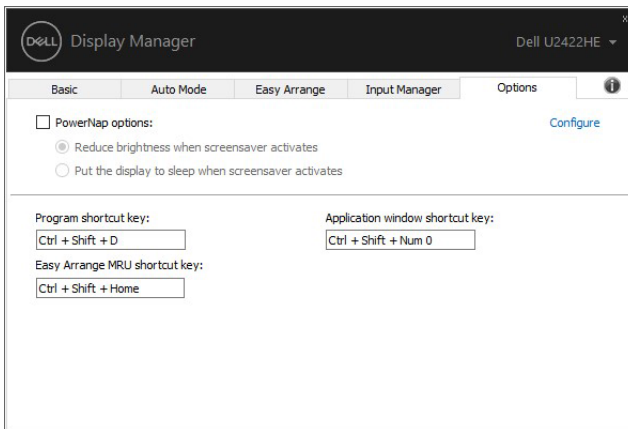 DELL Display Manager Dell U2422HE
x
Basic Auto Mode Easy Arrange Input Manager Options i
PowerNap options: Configure
Reduce brightness when screensaver activates
Put the display to sleep when screensaver activates
Program shortcut key: Application window shortcut key:
Ctrl + Shift + D Ctrl + Shift + Num 0
Easy Arrange MRU shortcut key:
Ctrl + Shift + Home